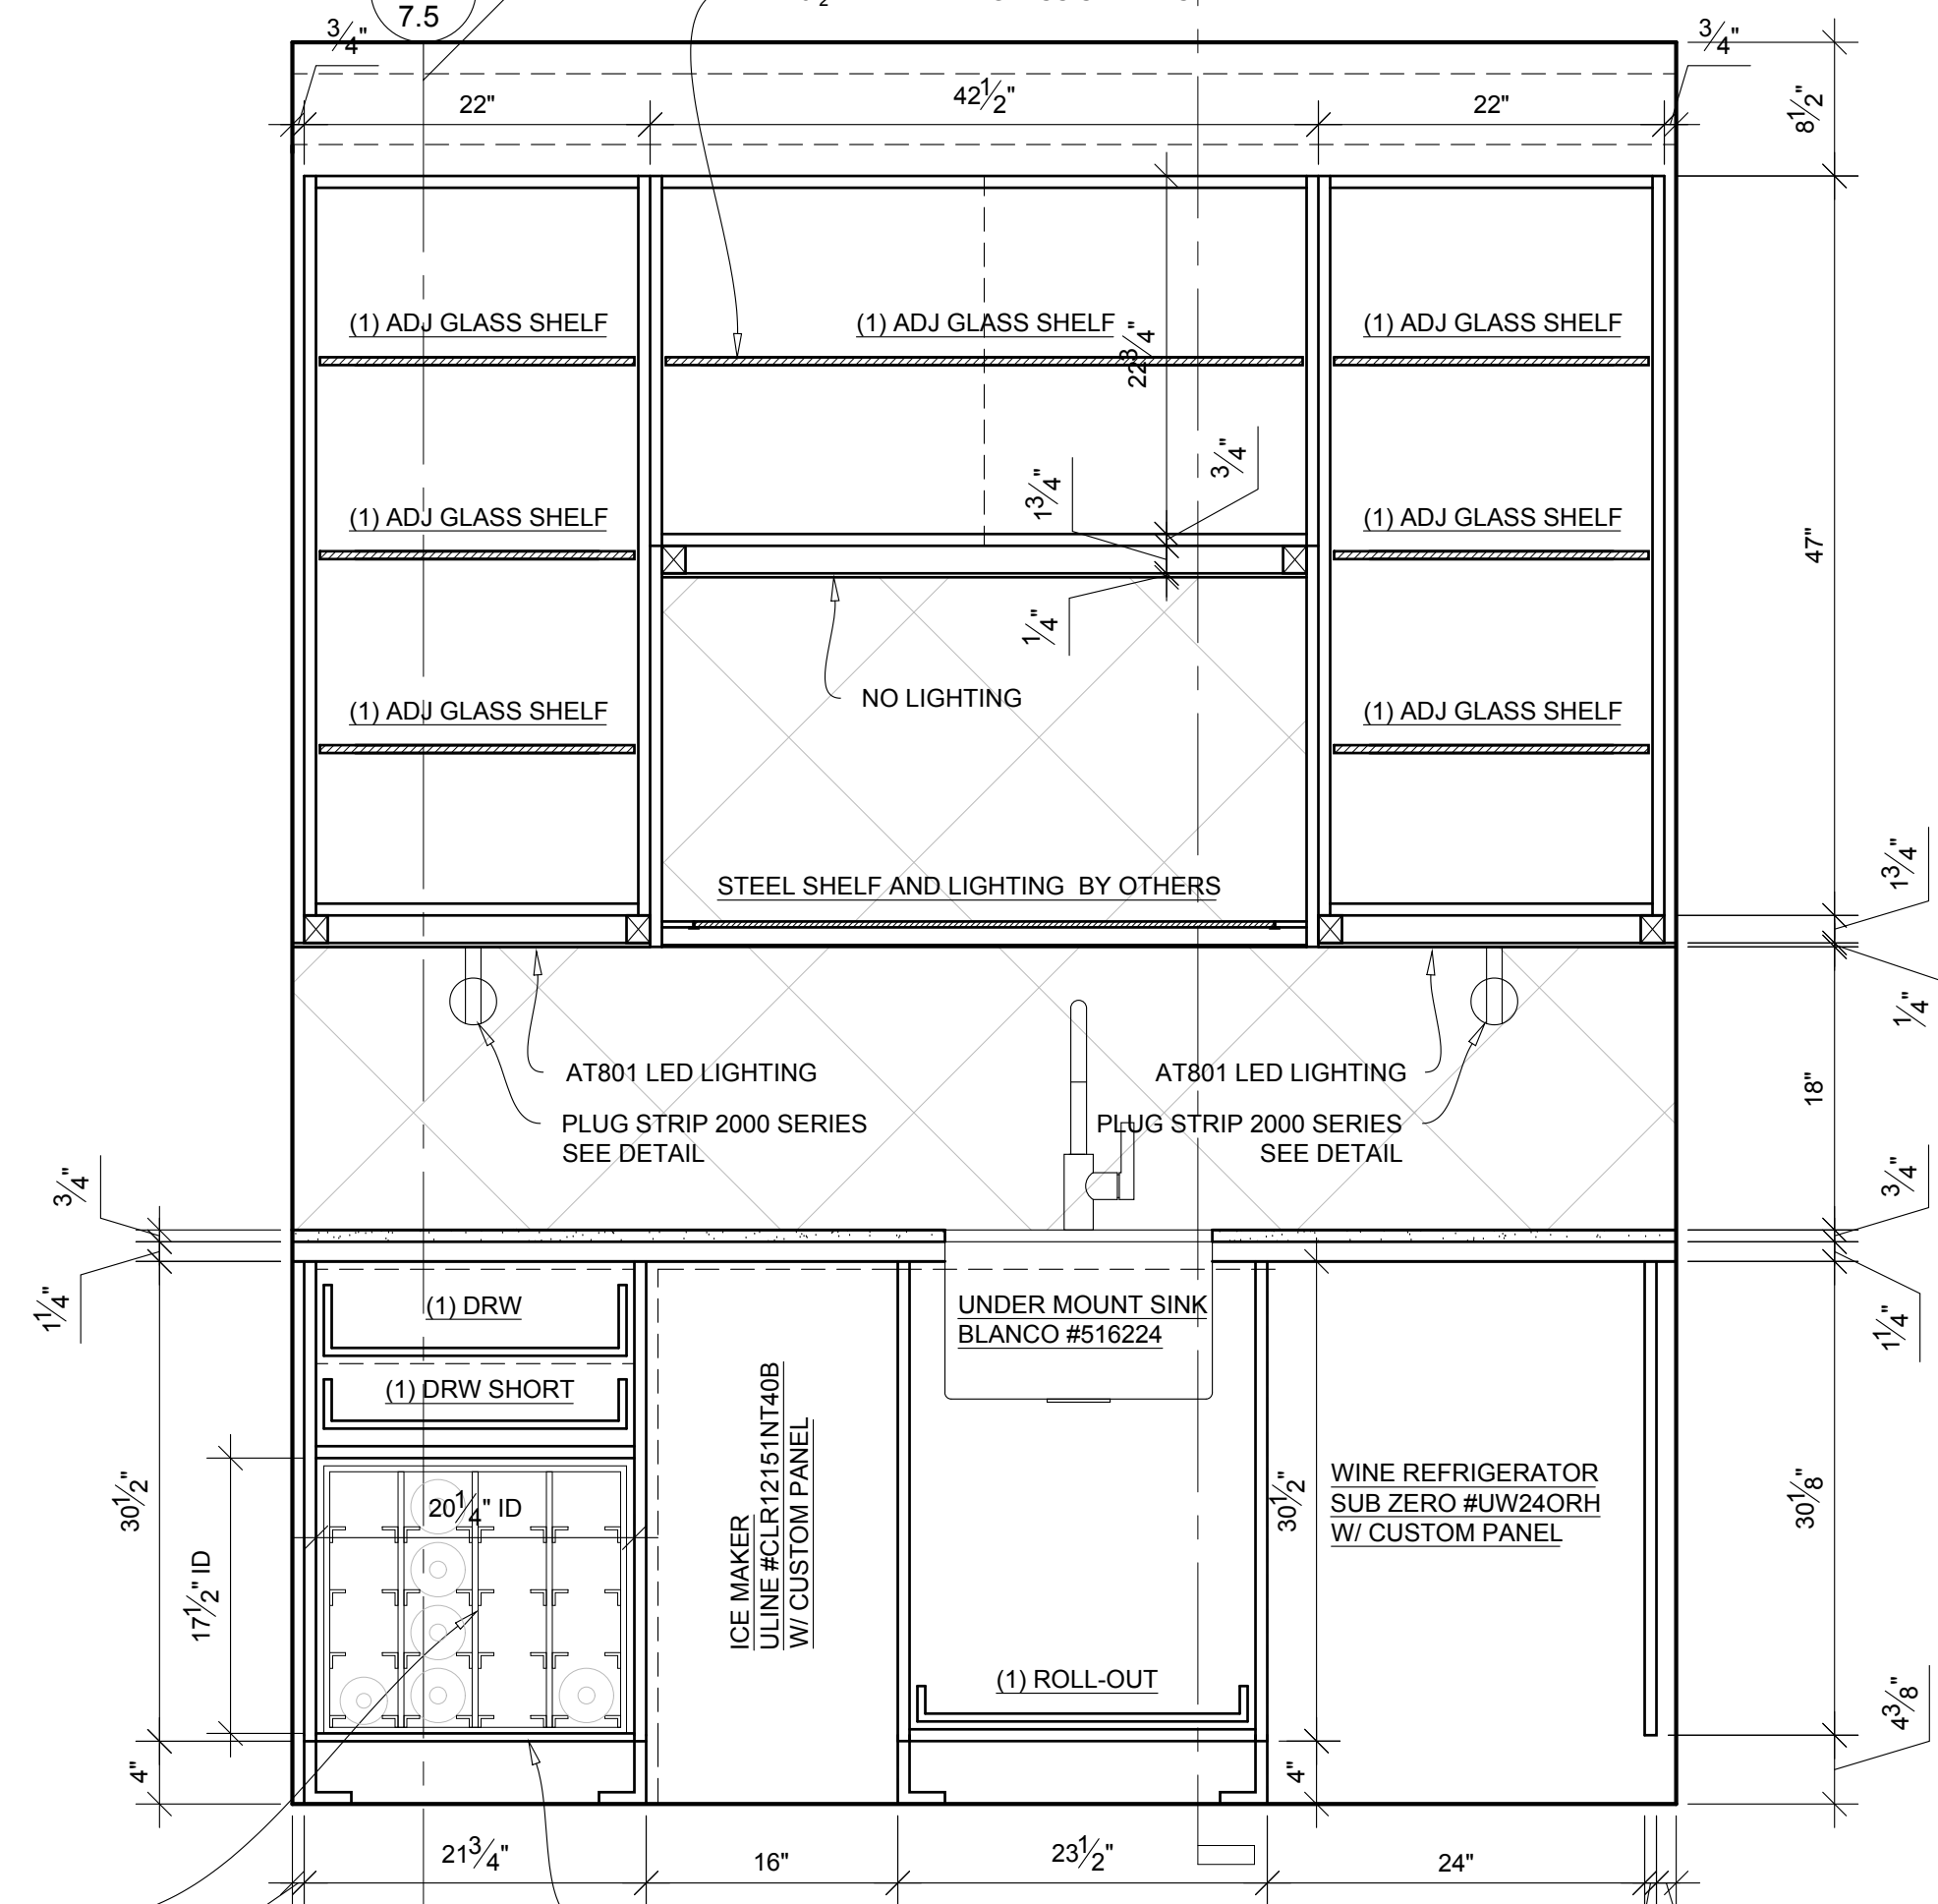 7.5
3/4"
3/4"
22"
42 1/2"
22"
8 1/2"
(1) ADJ GLASS SHELF
(1) ADJ GLASS SHELF
(1) ADJ GLASS SHELF
22 3/4"
3/4"
1 3/4"
(1) ADJ GLASS SHELF
(1) ADJ GLASS SHELF
47"
1/4"
NO LIGHTING
(1) ADJ GLASS SHELF
(1) ADJ GLASS SHELF
STEEL SHELF AND LIGHTING BY OTHERS
1 3/4"
1/4"
AT801 LED LIGHTING
AT801 LED LIGHTING
18"
PLUG STRIP 2000 SERIES
SEE DETAIL
PLUG STRIP 2000 SERIES
SEE DETAIL
3/4"
3/4"
1 1/4"
1 1/4"
(1) DRW
UNDER MOUNT SINK
BLANCO #516224
(1) DRW SHORT
ICE MAKER
ULINE #CLR12151NT40B
W/ CUSTOM PANEL
30 1/2"
20 1/4" ID
30 1/2"
WINE REFRIGERATOR
SUB ZERO #UW24ORH
W/ CUSTOM PANEL
30 1/8"
17 1/2" ID
(1) ROLL-OUT
4 3/8"
4"
4"
21 3/4"
16"
23 1/2"
24"